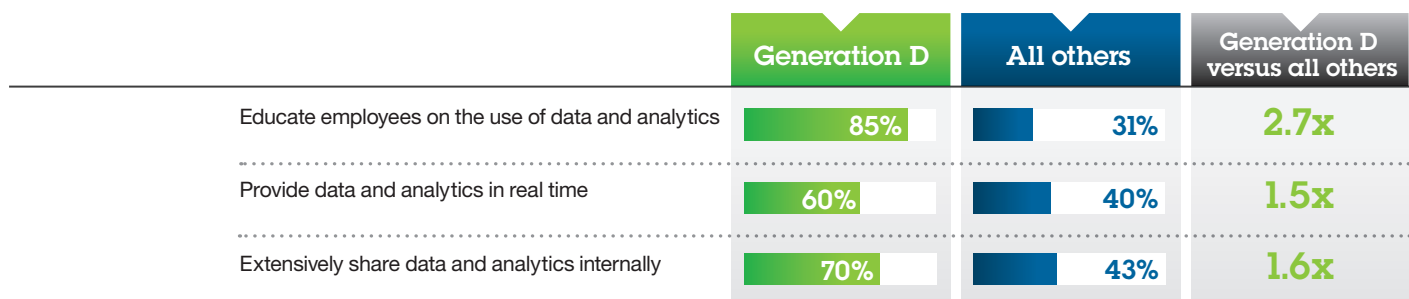 Generation D
All others
Generation D
versus all others
Educate employees on the use of data and analytics 85% 31% 2.7x
Provide data and analytics in real time 60% 40% 1.5x
Extensively share data and analytics internally 70% 43% 1.6x